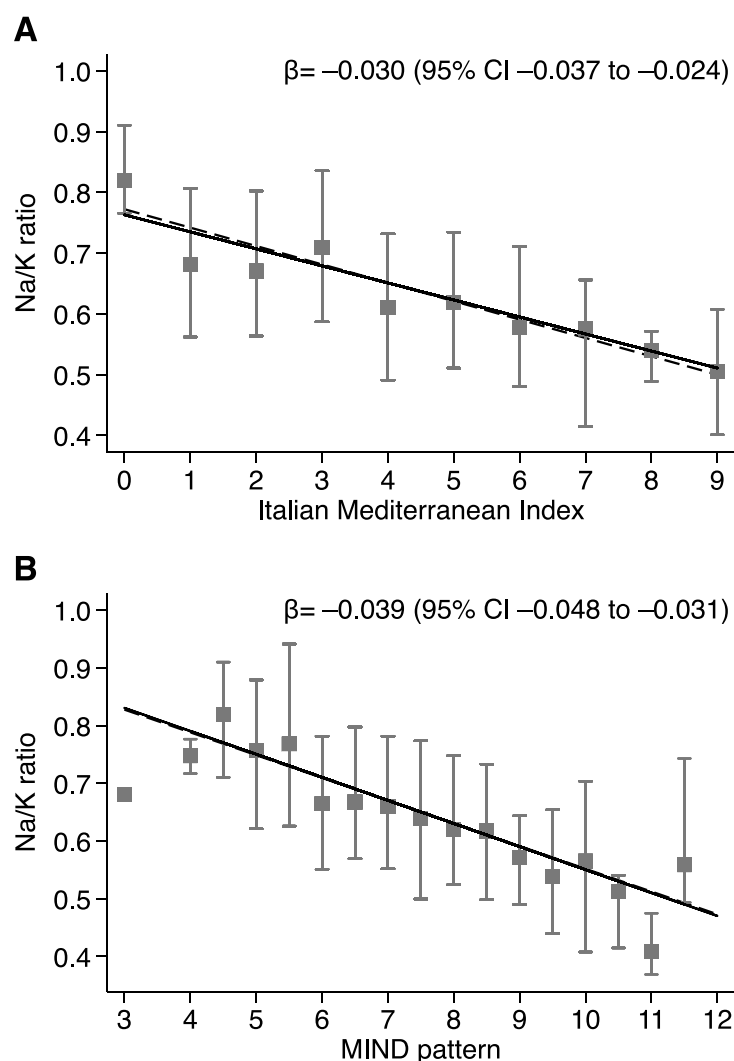 A
β= –0.030 (95% CI –0.037 to –0.024)
1.0
0.9
0.8
0.7
0.6
0.5
0.4
Na/K ratio
0 1 2 3 4 5 6 7 8 9
Italian Mediterranean Index
B
β= –0.039 (95% CI –0.048 to –0.031)
1.0
0.9
0.8
0.7
0.6
0.5
0.4
Na/K ratio
3 4 5 6 7 8 9 10 11 12
MIND pattern